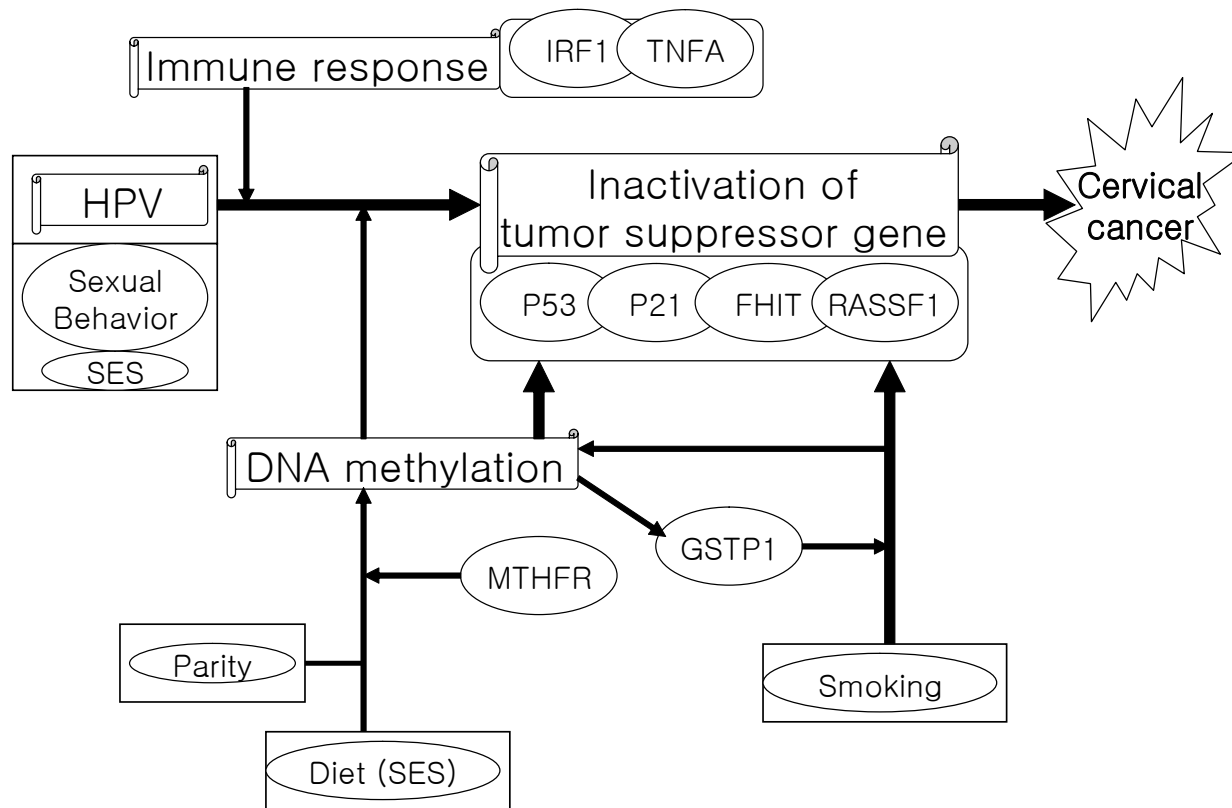 IRF1
TNFA
Immune response
HPV
Inactivation of
tumor suppressor gene
Cervical
cancer
Sexual
Behavior
SES
P53
P21
FHIT
RASSF1
DNA methylation
GSTP1
MTHFR
Parity
Smoking
Diet (SES)